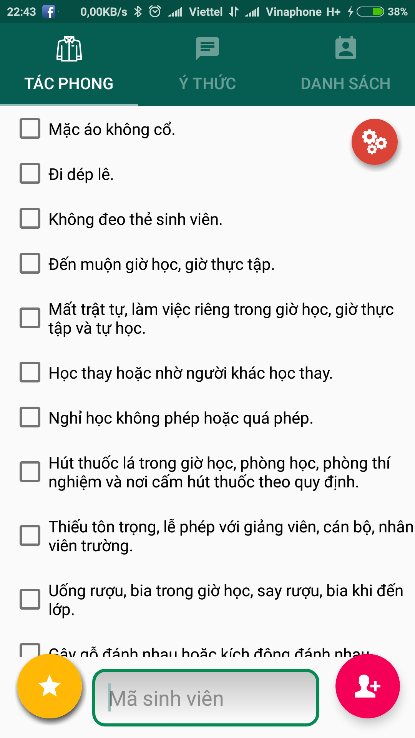 22:43 0,00KB/s Viettel Vinaphone H+ 38%
TÁC PHONG Ý THỨC DANH SÁCH
Mặc áo không cổ.
Đi dép lê.
Không đeo thẻ sinh viên.
Đến muộn giờ học, giờ thực tập.
Mất trật tự, làm việc riêng trong giờ học, giờ thực
tập và tự học.
Học thay hoặc nhờ người khác học thay.
Nghỉ học không phép hoặc quá phép.
Hút thuốc lá trong giờ học, phòng học, phòng thí
nghiệm và nơi cấm hút thuốc theo quy định.
Thiếu tôn trọng, lễ phép với giảng viên, cán bộ, nhân
viên trường.
Uống rượu, bia trong giờ học, say rượu, bia khi đến
lớp.
Gây gỗ đánh nhau hoặc kích động đánh nhau
Mã sinh viên